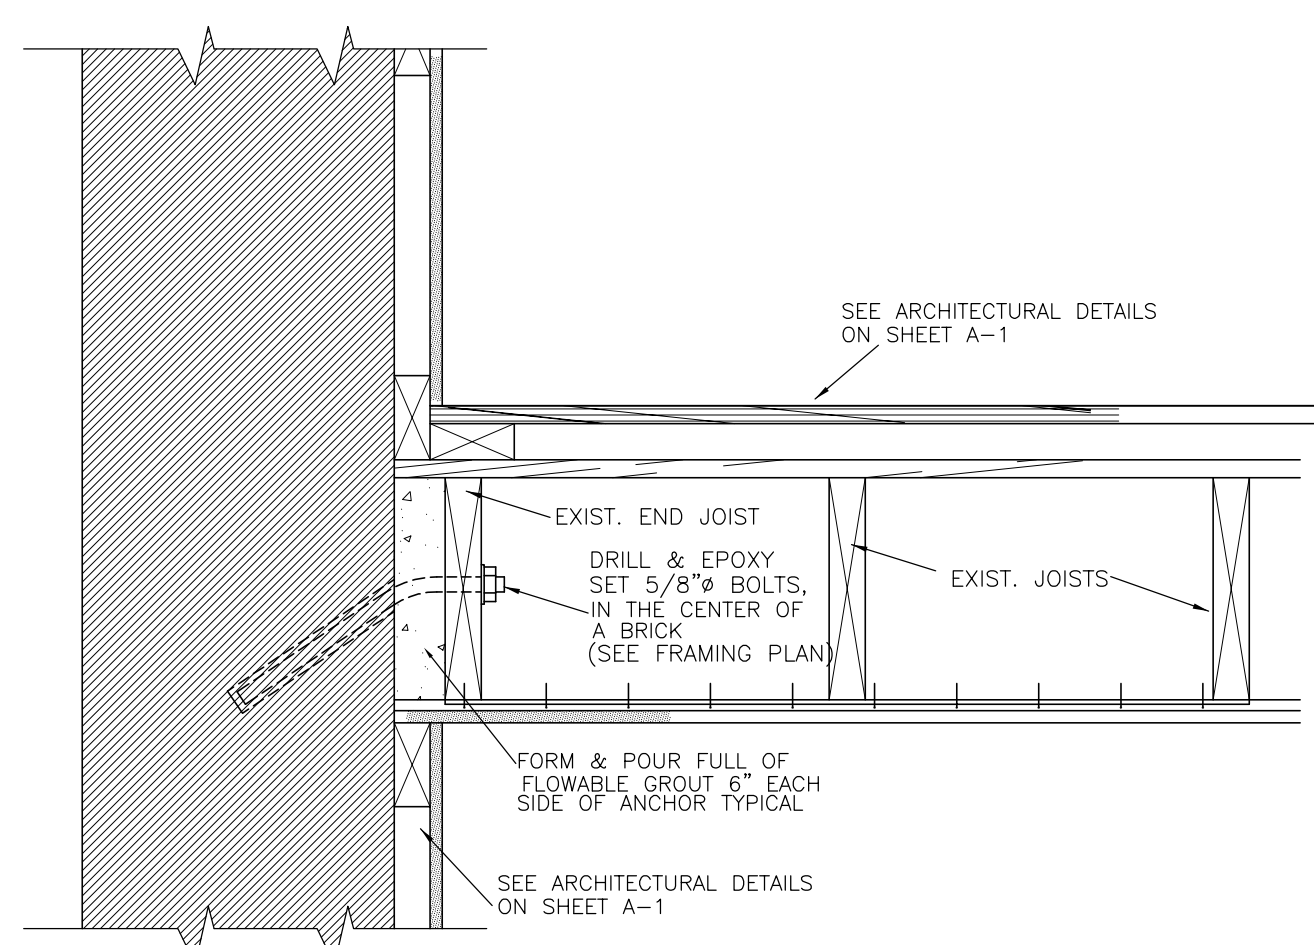 SEE ARCHITECTURAL DETAILS
ON SHEET A-1
EXIST. END JOIST
DRILL & EPOXY
SET 5/8"ø BOLTS,
IN THE CENTER OF
A BRICK
(SEE FRAMING PLAN)
EXIST. JOISTS
FORM & POUR FULL OF
FLOWABLE GROUT 6" EACH
SIDE OF ANCHOR TYPICAL
SEE ARCHITECTURAL DETAILS
ON SHEET A-1